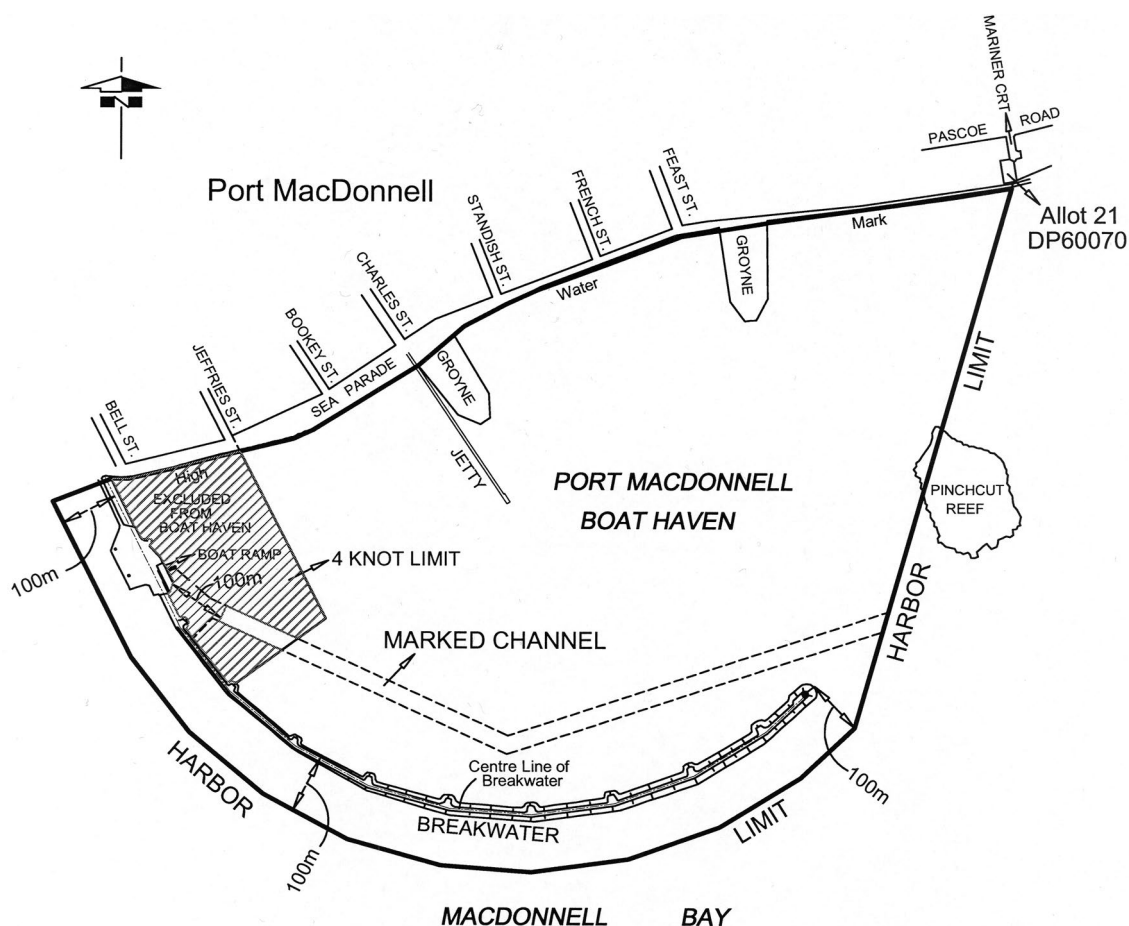 N
MARINER CRT
PASCOE ROAD
Port MacDonnell
FEAST ST.
FRENCH ST.
STANDISH ST.
CHARLES ST.
BOOKEY ST.
JEFFRIES ST.
BELL ST.
Allot 21
DP60070
Mark
Water
High
GROYNE
GROYNE
SEA PARADE
JETTY
LIMIT
HARBOR
PINCHCUT
REEF
PORT MACDONNELL
BOAT HAVEN
EXCLUDED
FROM
BOAT HAVEN
BOAT RAMP
100m
100m
4 KNOT LIMIT
MARKED CHANNEL
Centre Line of
Breakwater
BREAKWATER
HARBOR
LIMIT
100m
100m
MACDONNELL BAY